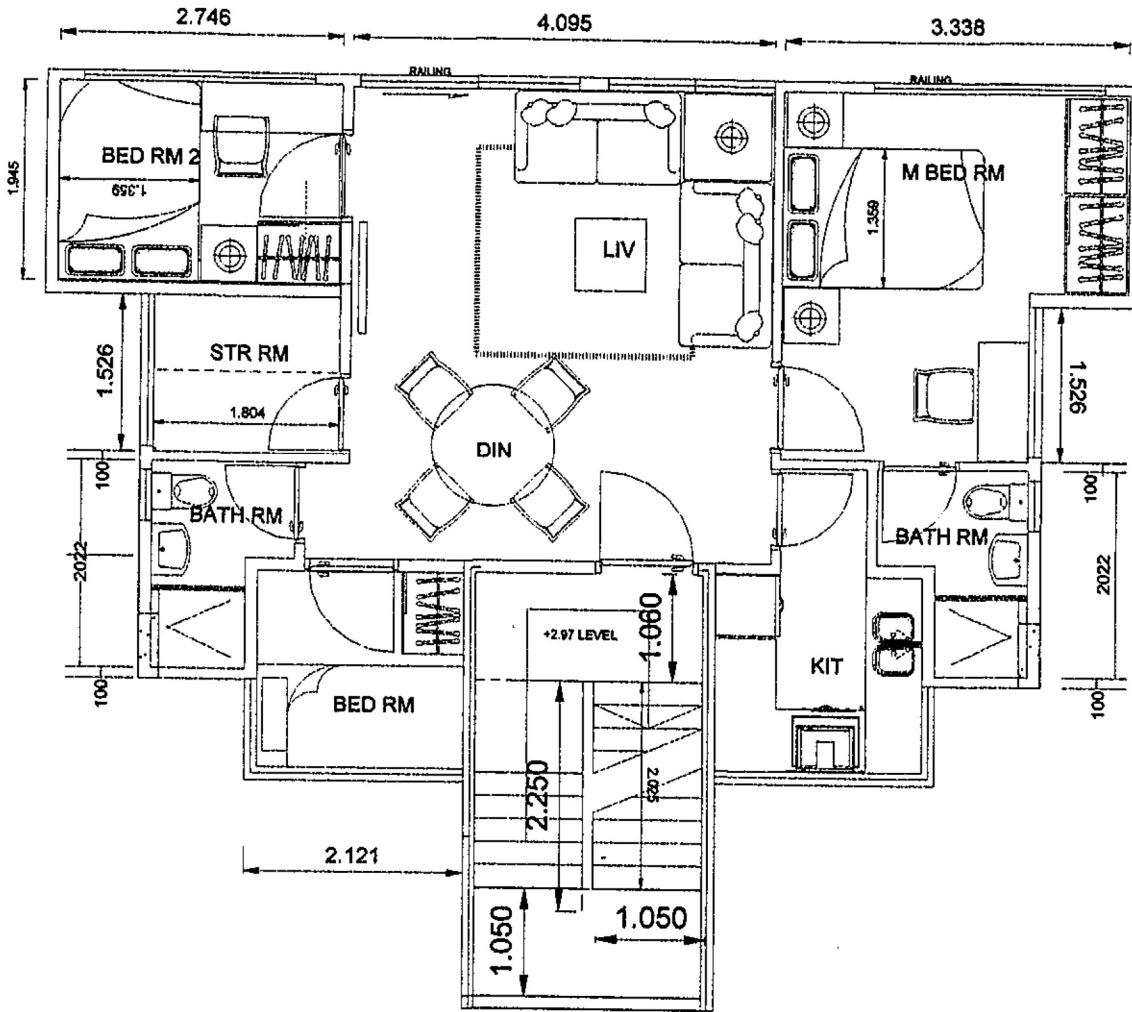 2.746
4.095
3.338
RAILING
RAILING
1.945
BED RM 2
1.359
M BED RM
1.359
LIV
STR RM
1.526
1.804
1.526
DIN
100
BATH RM
100
BATH RM
2022
2022
+2.97 LEVEL
1.090
KIT
100
BED RM
100
2.250
2.025
2.121
1.050
1.050